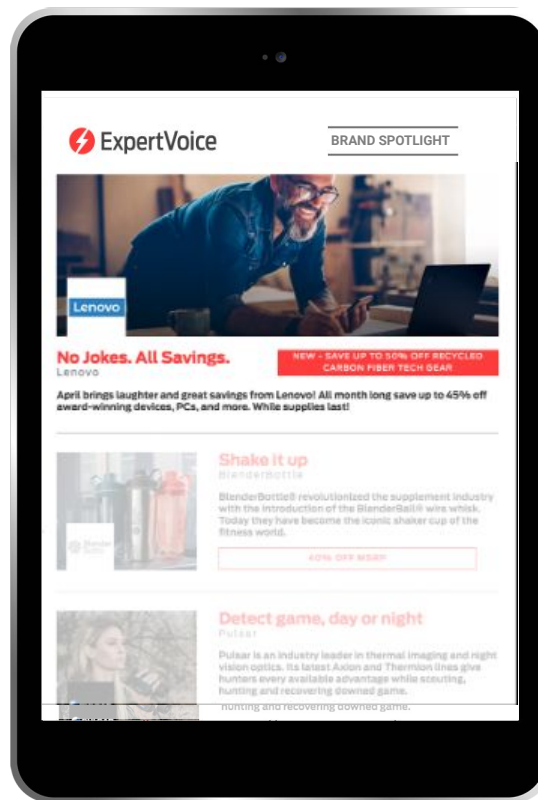 ExpertVoice
BRAND SPOTLIGHT
Lenovo
No Jokes. All Savings.
Lenovo
NEW - SAVE UP TO 50% OFF RECYCLED
CARBON FIBER TECH GEAR
April brings laughter and great savings from Lenovo! All month long save up to 45% off
award-winning devices, PCs, and more. While supplies last!
Shake it up
BlenderBottle
BlenderBottle® revolutionized the supplement industry
with the introduction of the BlenderBall® wire whisk.
Today they have become the iconic shaker cup of the
fitness world.
Blender
Bottle
40% OFF MSRP
Detect game, day or night
Pulsar
Pulsar is an industry leader in thermal imaging and night
vision optics. Its latest Axion and Thermion lines give
hunters every available advantage while scouting,
hunting and recovering downed game.
hunting and recovering downed game.